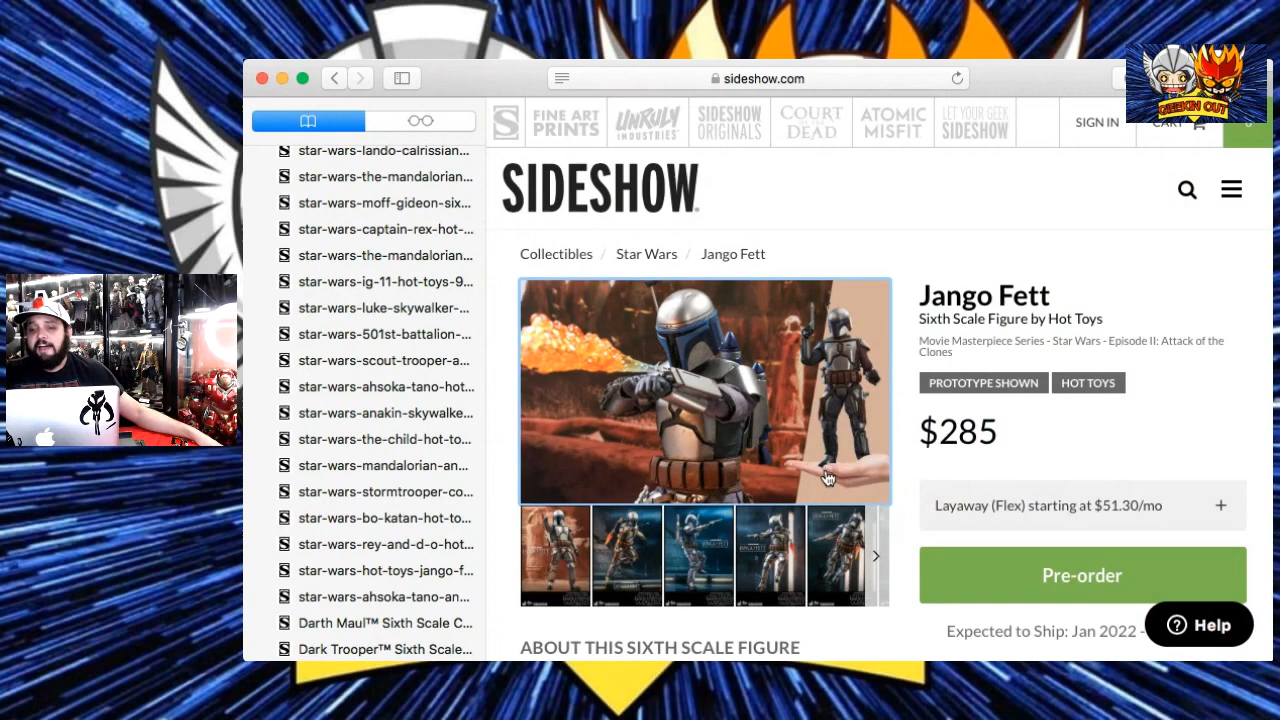 sideshow.com
GEEKIN OUT
FINE ART PRINTS
UNRULY INDUSTRIES
SIDESHOW ORIGINALS
COURT OF THE DEAD
ATOMIC MISFIT
LET YOUR GEEK SIDESHOW
SIGN IN
CART
SIDESHOW
Collectibles / Star Wars / Jango Fett
star-wars-lando-calrissian...
star-wars-the-mandalorian...
star-wars-moff-gideon-six...
star-wars-captain-rex-hot-...
star-wars-the-mandalorian...
star-wars-ig-11-hot-toys-9...
star-wars-luke-skywalker-...
star-wars-501st-battalion-...
star-wars-scout-trooper-a...
star-wars-ahsoka-tano-hot...
star-wars-anakin-skywalke...
star-wars-the-child-hot-to...
star-wars-mandalorian-an...
star-wars-stormtrooper-co...
star-wars-bo-katan-hot-to...
star-wars-rey-and-d-o-hot...
star-wars-hot-toys-jango-f...
star-wars-ahsoka-tano-an...
Darth Maul™ Sixth Scale C...
Dark Trooper™ Sixth Scale...
Jango Fett
Sixth Scale Figure by Hot Toys
Movie Masterpiece Series - Star Wars - Episode II: Attack of the
Clones
PROTOTYPE SHOWN
HOT TOYS
$285
Layaway (Flex) starting at $51.30/mo +
Pre-order
Expected to Ship: Jan 2022 -
Help
ABOUT THIS SIXTH SCALE FIGURE